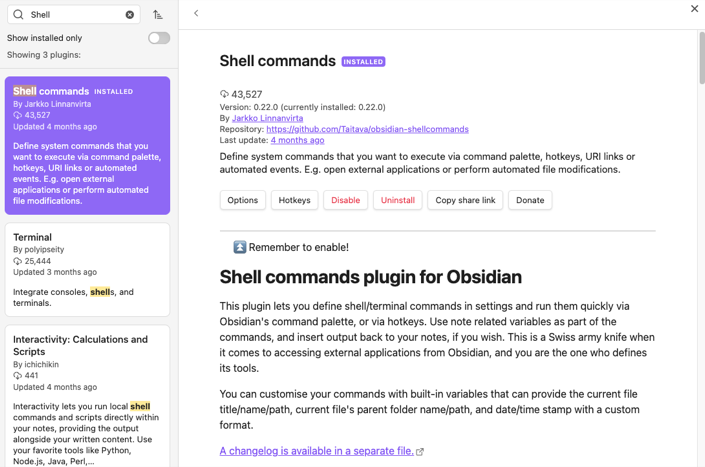 Shell
Show installed only
Showing 3 plugins:
Shell commands INSTALLED
By Jarkko Linnanvirta
43,527
Updated 4 months ago
Define system commands that you
want to execute via command palette,
hotkeys, URI links or automated
events. E.g. open external
applications or perform automated
file modifications.
Terminal
By polyipseity
25,444
Updated 3 months ago
Integrate consoles, shells, and
terminals.
Interactivity: Calculations and
Scripts
By ichichikin
441
Updated 4 months ago
Interactivity lets you run local shell
commands and scripts directly within
your notes, providing the output
alongside your written content. Use
your favorite tools like Python,
Node.js, Java, Perl,...
Shell commands INSTALLED
43,527
Version: 0.22.0 (currently installed: 0.22.0)
By Jarkko Linnanvirta
Repository: https://github.com/Taitava/obsidian-shellcommands
Last update: 4 months ago
Define system commands that you want to execute via command palette, hotkeys, URI links or
automated events. E.g. open external applications or perform automated file modifications.
Options Hotkeys Disable Uninstall Copy share link Donate
Remember to enable!
Shell commands plugin for Obsidian
This plugin lets you define shell/terminal commands in settings and run them quickly via
Obsidian's command palette, or via hotkeys. Use note related variables as part of the
commands, and insert output back to your notes, if you wish. This is a Swiss army knife when
it comes to accessing external applications from Obsidian, and you are the one who defines
its tools.
You can customise your commands with built-in variables that can provide the current file
title/name/path, current file's parent folder name/path, and date/time stamp with a custom
format.
A changelog is available in a separate file.